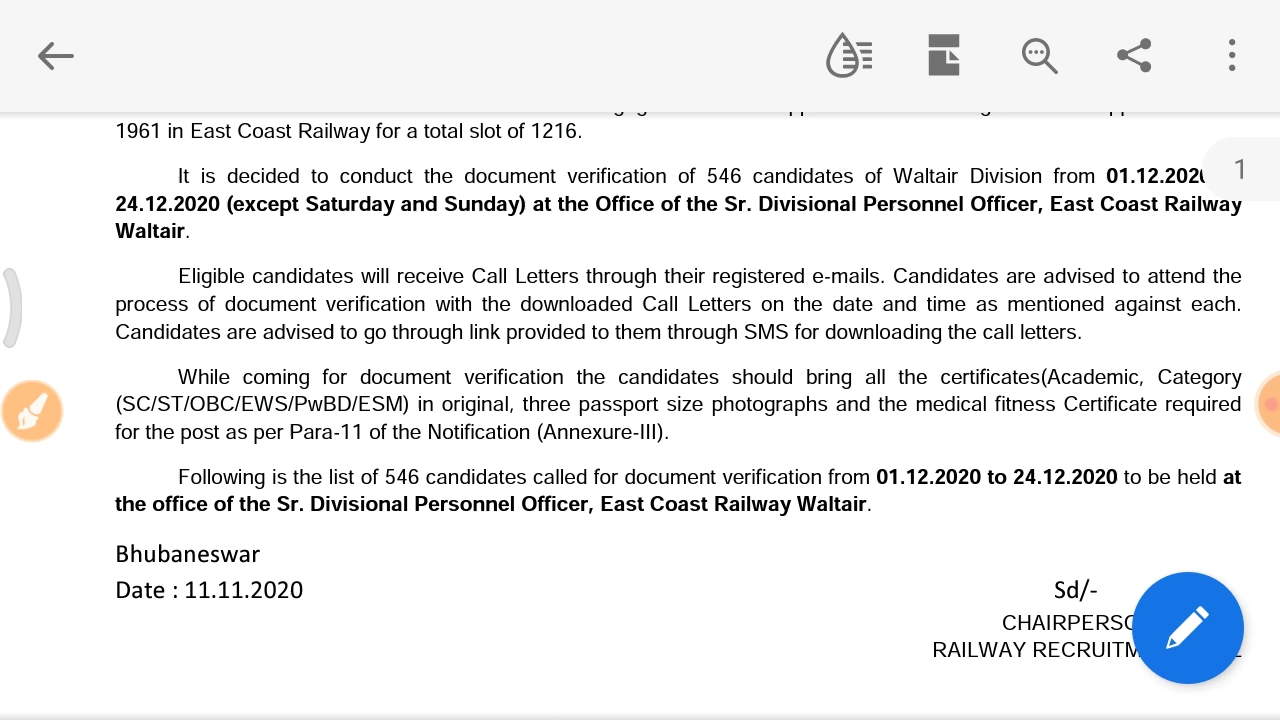 1961 in East Coast Railway for a total slot of 1216.
1
It is decided to conduct the document verification of 546 candidates of Waltair Division from 01.12.2020
24.12.2020 (except Saturday and Sunday) at the Office of the Sr. Divisional Personnel Officer, East Coast Railway
Waltair.
Eligible candidates will receive Call Letters through their registered e-mails. Candidates are advised to attend the
process of document verification with the downloaded Call Letters on the date and time as mentioned against each.
Candidates are advised to go through link provided to them through SMS for downloading the call letters.
While coming for document verification the candidates should bring all the certificates(Academic, Category
(SC/ST/OBC/EWS/PwBD/ESM) in original, three passport size photographs and the medical fitness Certificate required
for the post as per Para-11 of the Notification (Annexure-III).
Following is the list of 546 candidates called for document verification from 01.12.2020 to 24.12.2020 to be held at
the office of the Sr. Divisional Personnel Officer, East Coast Railway Waltair.
Bhubaneswar
Date : 11.11.2020
Sd/-
CHAIRPERSO
RAILWAY RECRUITM